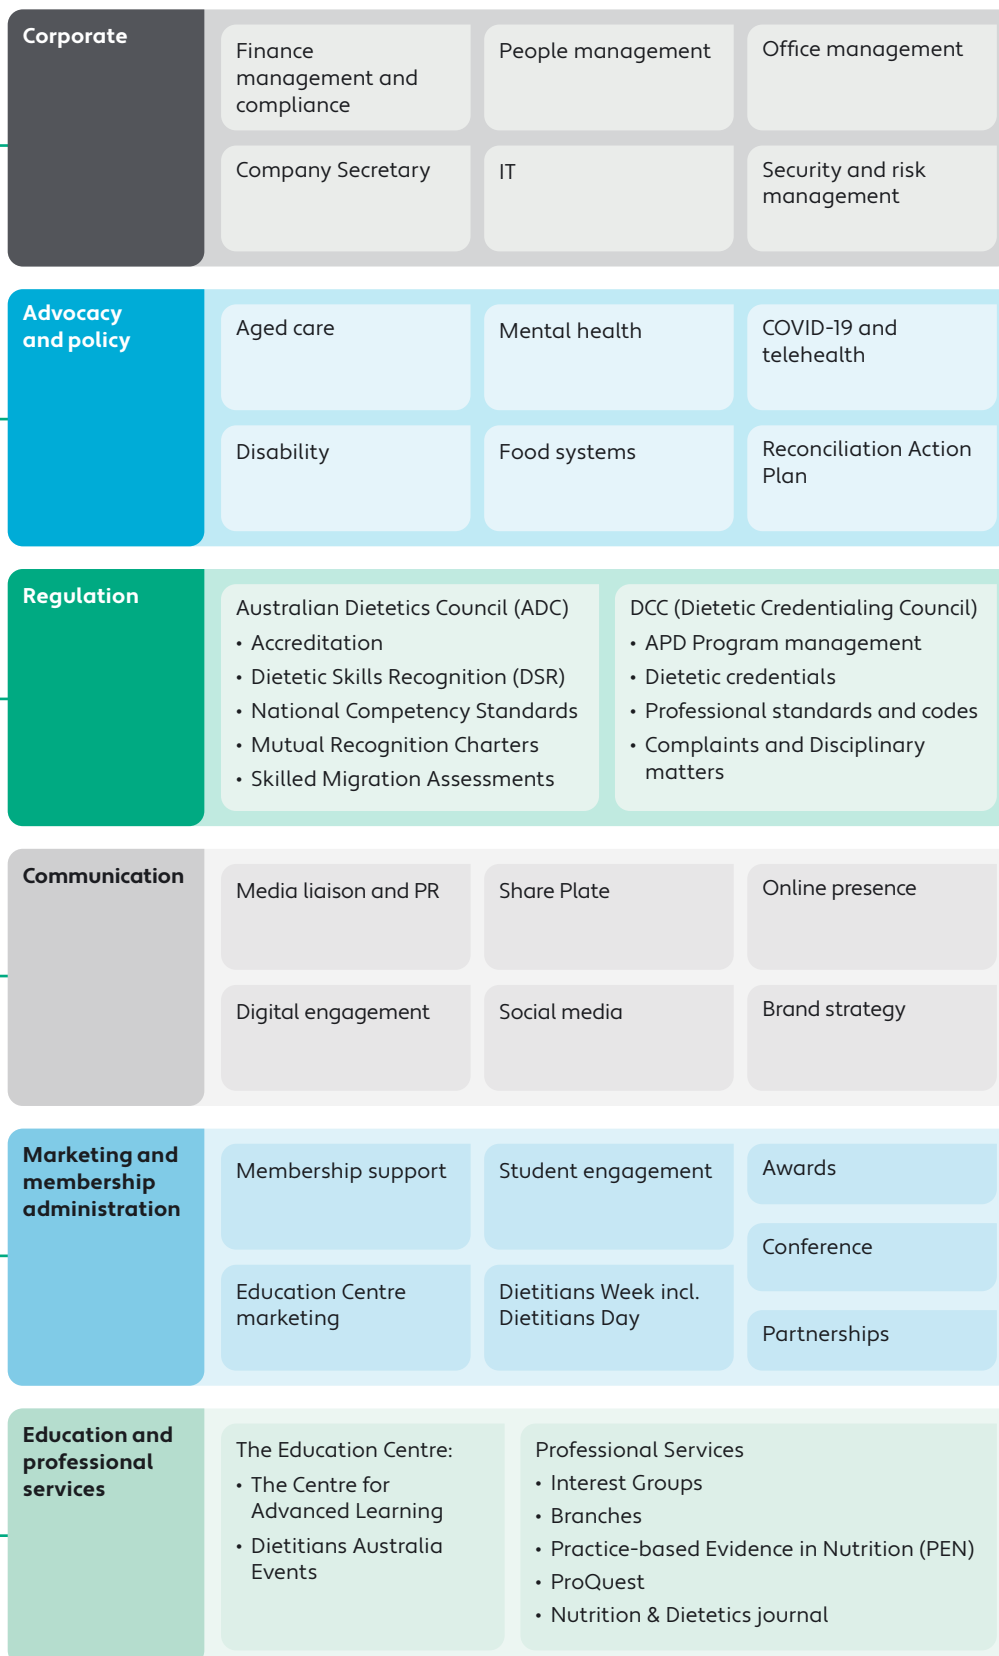 Corporate
Finance
management and
compliance
People management
Office management
Company Secretary
IT
Security and risk
management
Advocacy
and policy
Aged care
Mental health
COVID-19 and
telehealth
Disability
Food systems
Reconciliation Action
Plan
Regulation
Australian Dietetics Council (ADC)
• Accreditation
• Dietetic Skills Recognition (DSR)
• National Competency Standards
• Mutual Recognition Charters
• Skilled Migration Assessments
DCC (Dietetic Credentialing Council)
• APD Program management
• Dietetic credentials
• Professional standards and codes
• Complaints and Disciplinary
matters
Communication
Media liaison and PR
Share Plate
Online presence
Digital engagement
Social media
Brand strategy
Marketing and
membership
administration
Membership support
Student engagement
Awards
Conference
Education Centre
marketing
Dietitians Week incl.
Dietitians Day
Partnerships
Education and
professional
services
The Education Centre:
• The Centre for
Advanced Learning
• Dietitians Australia
Events
Professional Services
• Interest Groups
• Branches
• Practice-based Evidence in Nutrition (PEN)
• ProQuest
• Nutrition & Dietetics journal